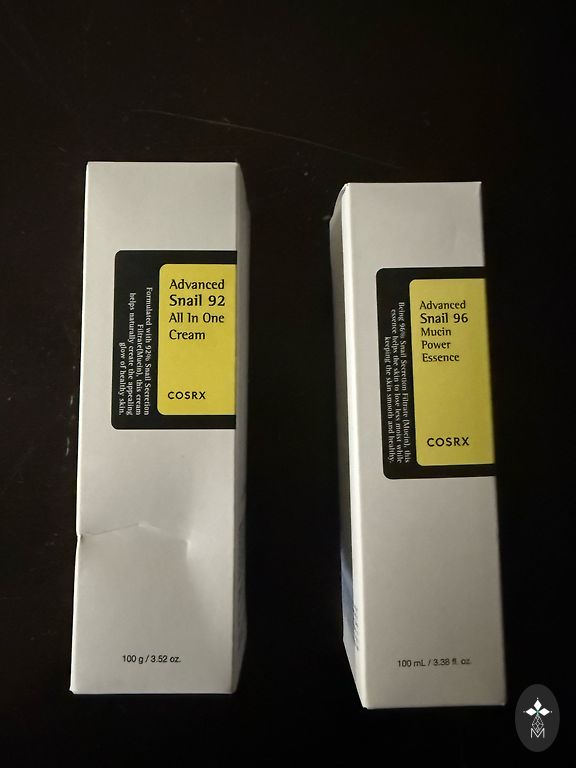 Advanced
Snail 92
All In One
Cream
COSRX
Formulated with 92% Snail Secretion
Filtrate(Mucin), this cream
helps naturally create the appealing
glow of healthy skin.
100 g / 3.52 oz.
Advanced
Snail 96
Mucin
Power
Essence
COSRX
Being 96% Snail Secretion Filtrate (Mucin), this
essence helps the skin to lose less moist while
keeping the skin smooth and healthy.
100 mL / 3.38 fl. oz.